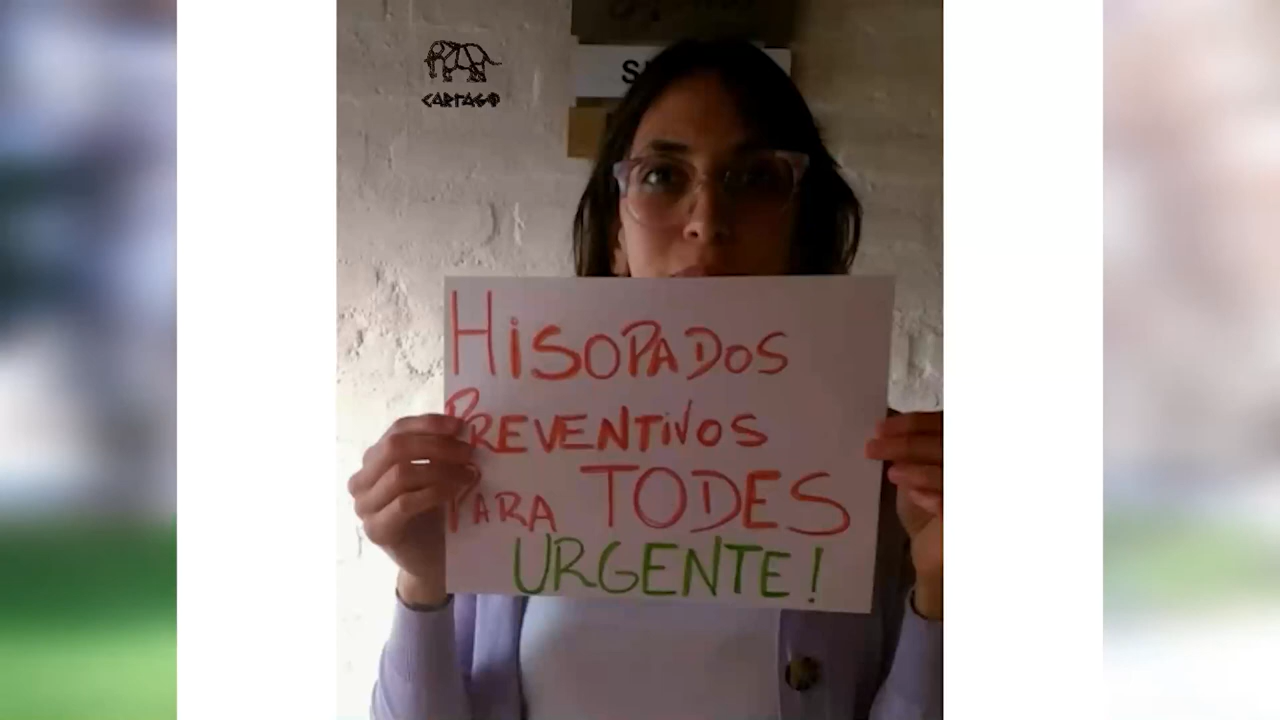 CARTAGO
HiSOPADOS
PREVENTiVOS
PARA TODES
URGENTE!